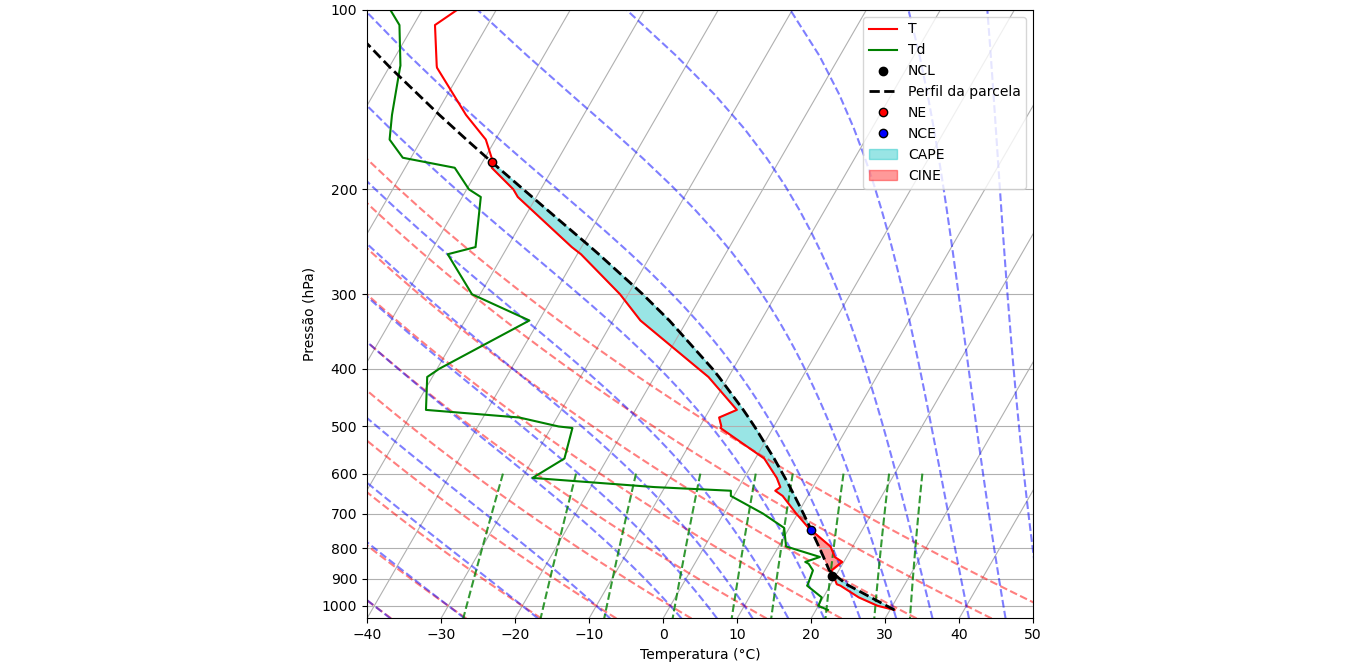 100
200
300
400
500
600
700
800
900
1000
Pressão (hPa)
T
Td
NCL
Perfil da parcela
NE
NCE
CAPE
CINE
−40 −30 −20 −10 0 10 20 30 40 50
Temperatura (°C)